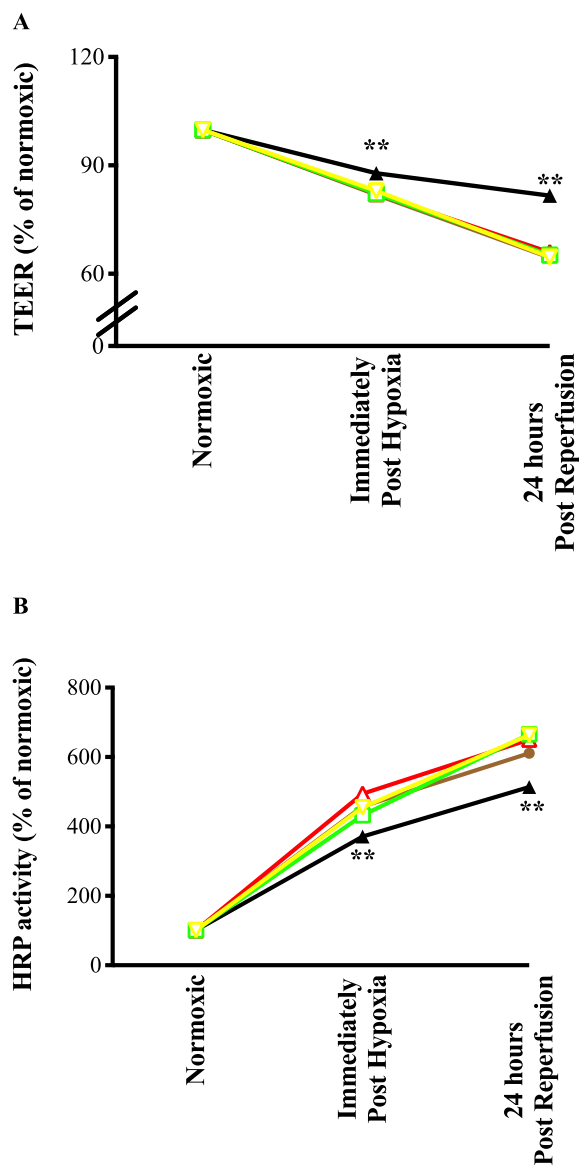 A
TEER (% of normoxic)
120
90
60
0
**
**
Normoxic
Immediately
Post Hypoxia
24 hours
Post Reperfusion
B
HRP activity (% of normoxic)
800
600
400
200
0
**
**
Normoxic
Immediately
Post Hypoxia
24 hours
Post Reperfusion